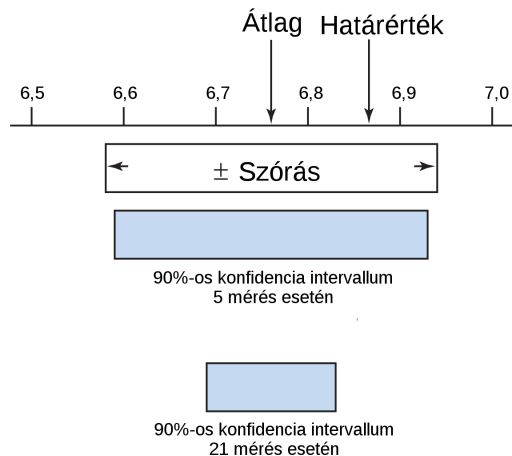 Átlag Határérték
6,5 6,6 6,7 6,8 6,9 7,0
± Szórás
90%-os konfidencia intervallum
5 mérés esetén
90%-os konfidencia intervallum
21 mérés esetén